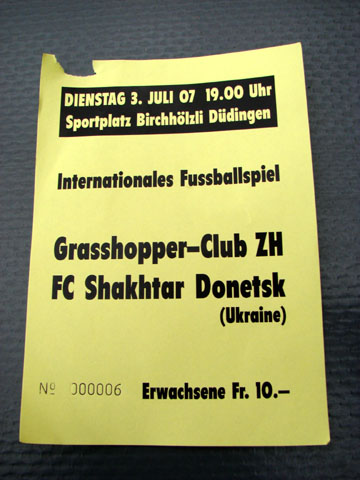 DIENSTAG 3. JULI 07 19.00 Uhr
Sportplatz Birchhölzli Düdingen
Internationales Fussballspiel
Grasshopper–Club ZH
FC Shakhtar Donetsk
(Ukraine)
Nº 000006 Erwachsene Fr. 10.–